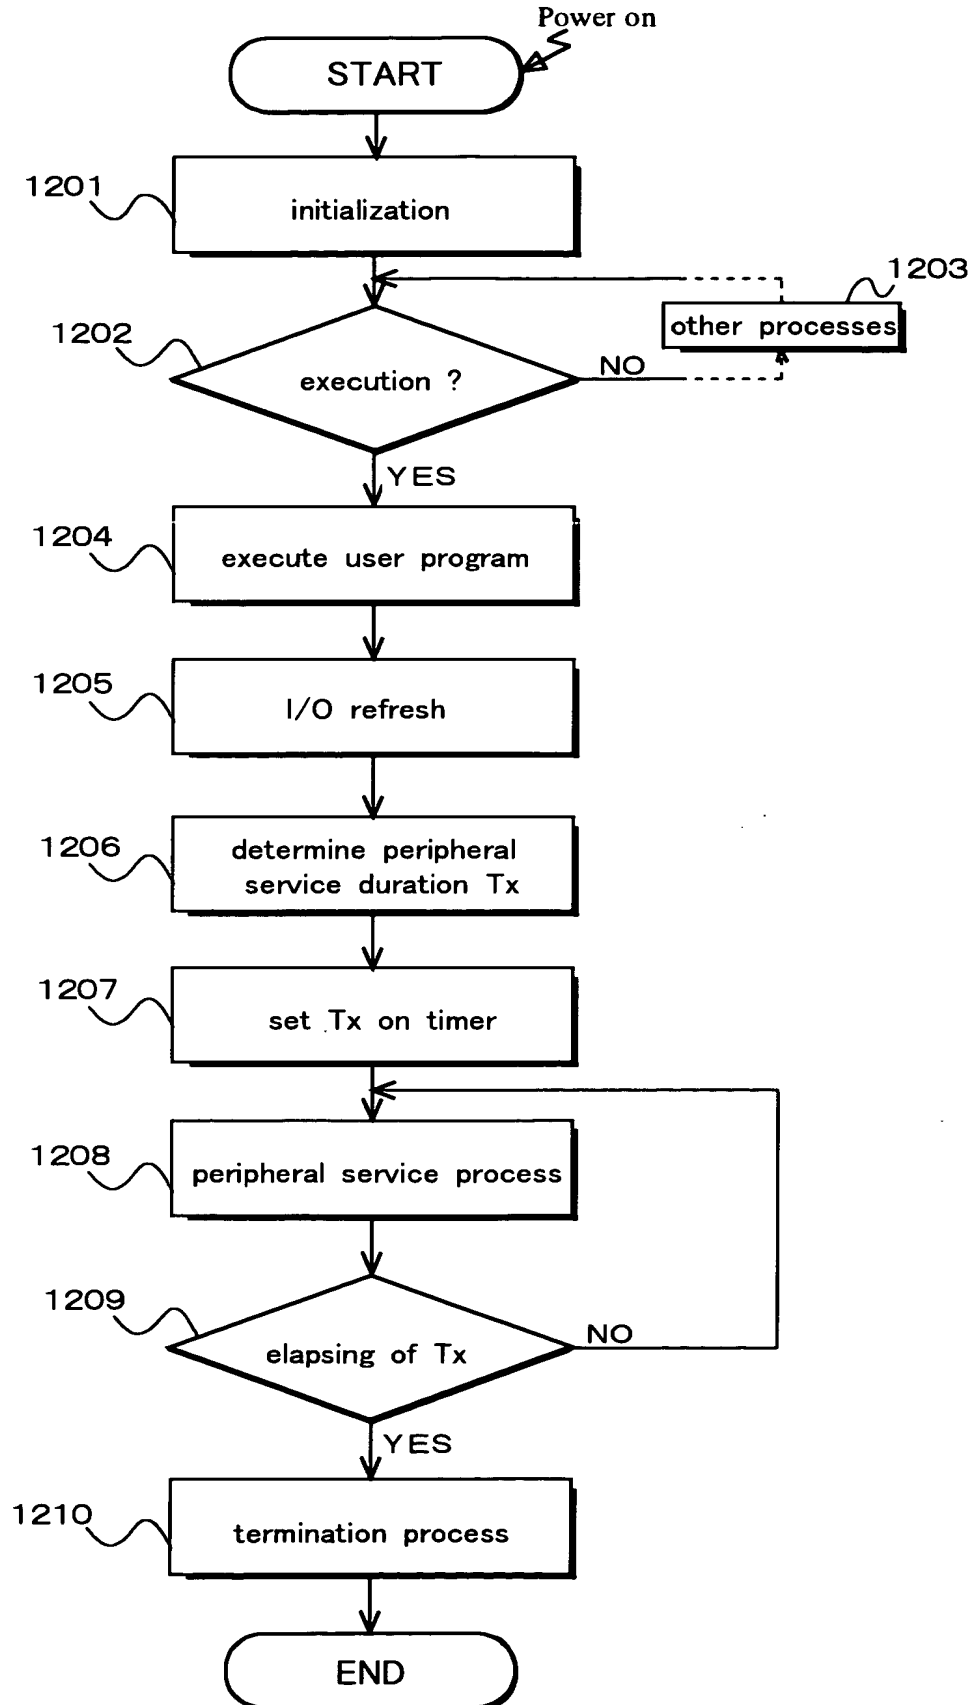 Power on
START
1201
initialization
1203
other processes
1202
execution ?
NO
YES
1204
execute user program
1205
I/O refresh
1206
determine peripheral
service duration Tx
1207
set Tx on timer
1208
peripheral service process
1209
elapsing of Tx
NO
YES
1210
termination process
END